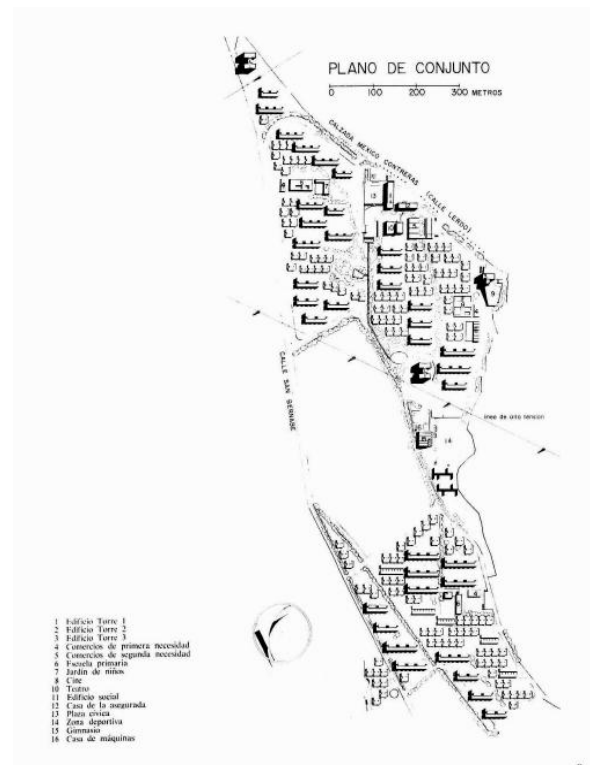 PLANO DE CONJUNTO
0 100 200 300 METROS
CALZADA MEXICO CONTRERAS (CALLE LERDO)
CALLE SAN BERNABE
linea de alta tension
13
9
14
1 Edificio Torre 1
2 Edificio Torre 2
3 Edificio Torre 3
4 Comercios de primera necesidad
5 Comercios de segunda necesidad
6 Escuela primaria
7 Jardín de niños
8 Cine
10 Teatro
11 Edificio social
12 Casa de la asegurada
13 Plaza cívica
14 Zona deportiva
15 Gimnasio
16 Casa de máquinas